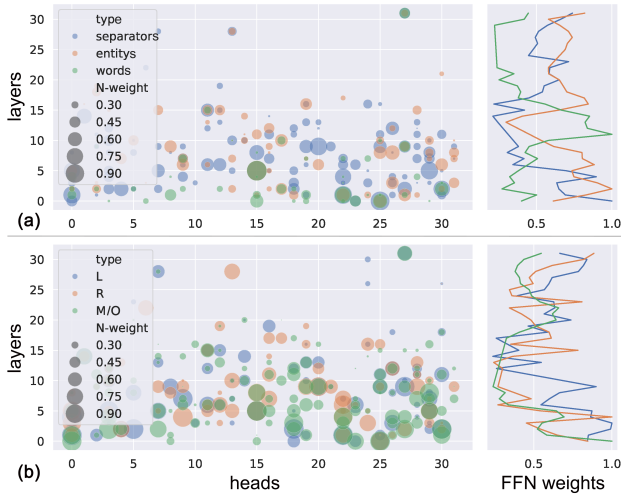 30
25
20
15
10
5
0
layers
type
separators
entitys
words
N-weight
0.30
0.45
0.60
0.75
0.90
(a)
0 5 10 15 20 25 30
0.5 1.0
30
25
20
15
10
5
0
layers
type
L
R
M/O
N-weight
0.30
0.45
0.60
0.75
0.90
(b)
0 5 10 15 20 25 30
0.5 1.0
heads
FFN weights